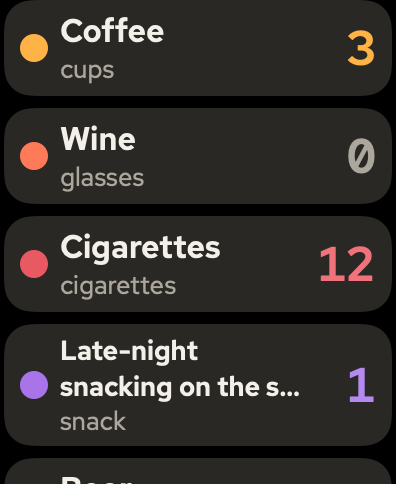 Coffee
cups
3
Wine
glasses
0
Cigarettes
cigarettes
12
Late-night
snacking on the s...
snack
1